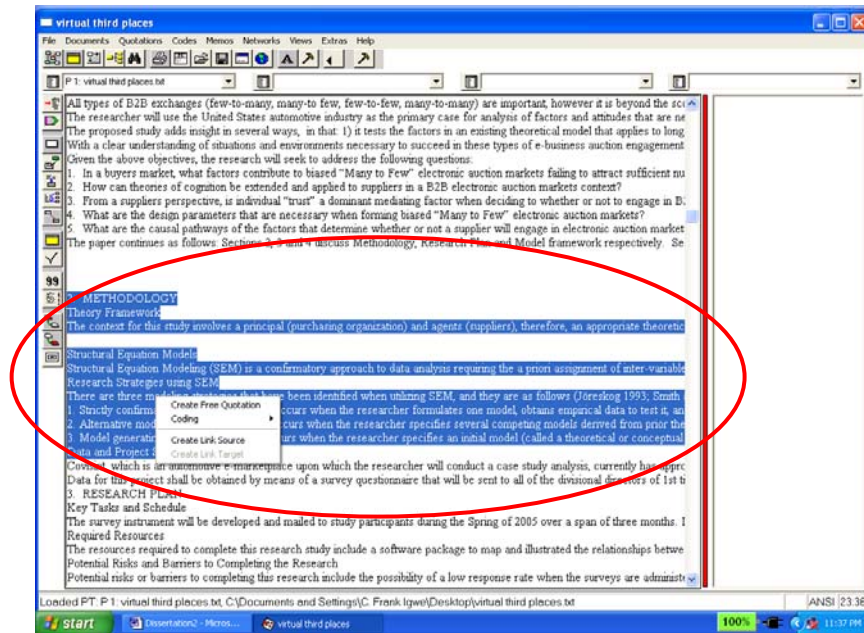 virtual third places
File Documents Quotations Codes Memos Networks Views Extras Help
A
P 1: virtual third places.txt
All types of B2B exchanges (few-to-many, many-to few, few-to-few, many-to-many) are important, however it is beyond the sco
The researcher will use the United States automotive industry as the primary case for analysis of factors and attitudes that are ne
The proposed study adds insight in several ways, in that: 1) it tests the factors in an existing theoretical model that applies to long
With a clear understanding of situations and environments necessary to succeed in these types of e-business auction engagement
Given the above objectives, the research will seek to address the following questions:
1. In a buyers market, what factors contribute to biased "Many to Few" electronic auction markets failing to attract sufficient nu
2. How can theories of cognition be extended and applied to suppliers in a B2B electronic auction markets context?
3. From a suppliers perspective, is individual "trust" a dominant mediating factor when deciding to whether or not to engage in B
4. What are the design parameters that are necessary when forming biased "Many to Few" electronic auction markets?
5. What are the causal pathways of the factors that determine whether or not a supplier will engage in electronic auction market
The paper continues as follows: Sections 2, 3 and 4 discuss Methodology, Research Plan and Model framework respectively. Se
99
2. METHODOLOGY
Theory Framework
The context for this study involves a principal (purchasing organization) and agents (suppliers), therefore, an appropriate theoretic
Structural Equation Models
Structural Equation Modeling (SEM) is a confirmatory approach to data analysis requiring the a priori assignment of inter-variable
Research Strategies using SEM
There are three modeling strategies that have been identified when utilizing SEM, and they are as follows (Joreskog 1993; Smith
1. Strictly confirma occurs when the researcher formulates one model, obtains empirical data to test it, an
2. Alternative mod occurs when the researcher specifies several competing models derived from prior the
3. Model generatin occurs when the researcher specifies an initial model (called a theoretical or conceptual
Data and Project S
Create Free Quotation
Coding
Create Link Source
Create Link Target
Covisint, which is an automotive e-marketplace upon which the researcher will conduct a case study analysis, currently has appro
Data for this project shall be obtained by means of a survey questionnaire that will be sent to all of the divisional directors of 1st ti
3. RESEARCH PLAN
Key Tasks and Schedule
The survey instrument will be developed and mailed to study participants during the Spring of 2005 over a span of three months. I
Required Resources
The resources required to complete this research study include a software package to map and illustrated the relationships betwe
Potential Risks and Barriers to Completing the Research
Potential risks or barriers to completing this research include the possibility of a low response rate when the surveys are administe
Loaded PT: P 1: virtual third places.txt, C:\Documents and Settings\C. Frank Igwe\Desktop\virtual third places.txt
ANSI 23:36
start
Dissertation2 - Micros...
virtual third places
100%
11:37 PM